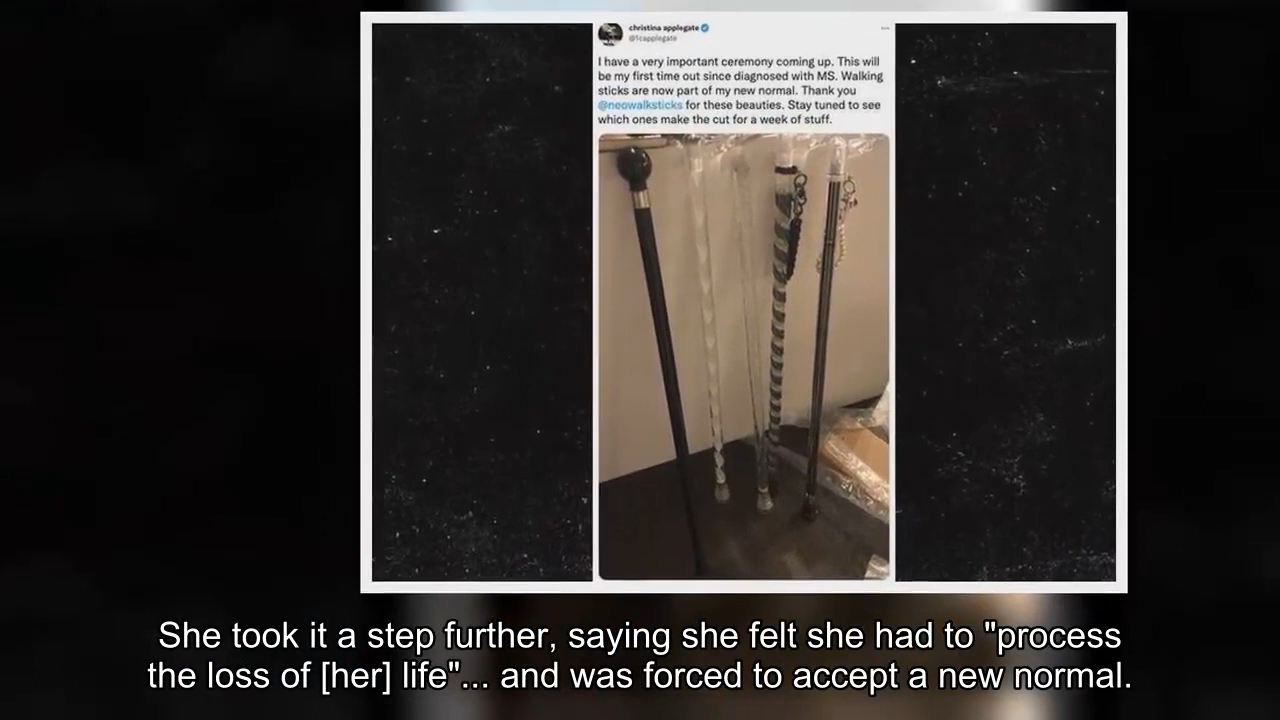 christina applegate
@1capplegate
I have a very important ceremony coming up. This will
be my first time out since diagnosed with MS. Walking
sticks are now part of my new normal. Thank you
@neowalksticks for these beauties. Stay tuned to see
which ones make the cut for a week of stuff.
She took it a step further, saying she felt she had to "process
the loss of [her] life"... and was forced to accept a new normal.